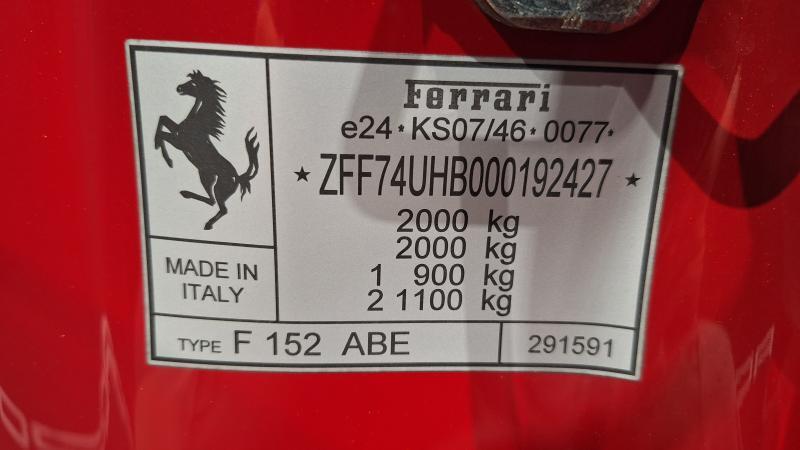 Ferrari
e24*KS07/46*0077*
★ZFF74UHB000192427★
2000 kg
2000 kg
1 900 kg
2 1100 kg
MADE IN
ITALY
TYPE F 152 ABE
291591